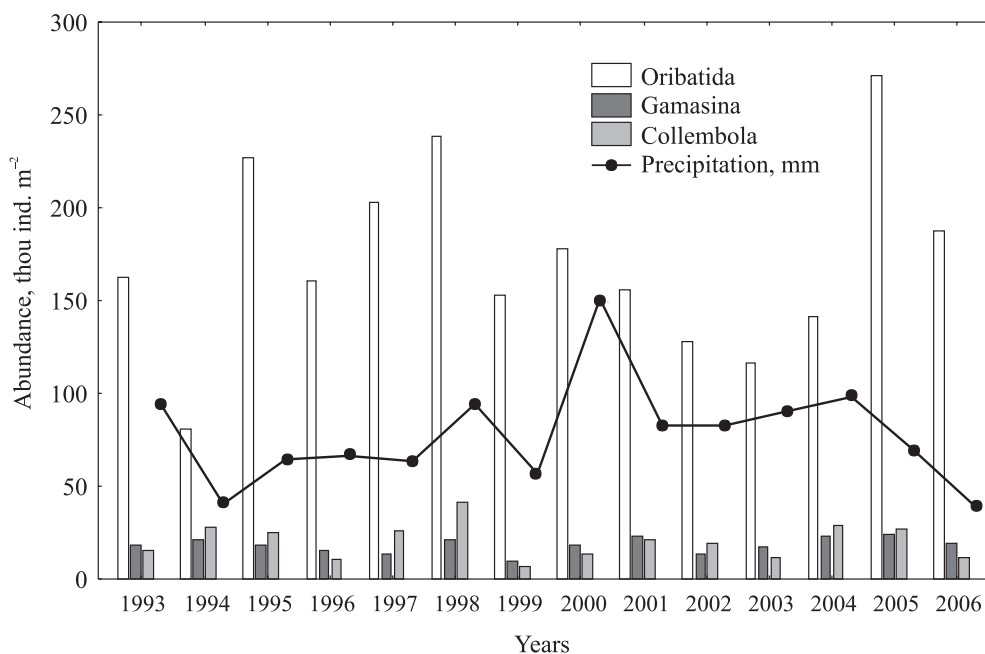 300
250
200
150
100
50
0
Abundance, thou ind. m⁻²
Oribatida
Gamasina
Collembola
Precipitation, mm
1993 1994 1995 1996 1997 1998 1999 2000 2001 2002 2003 2004 2005 2006
Years